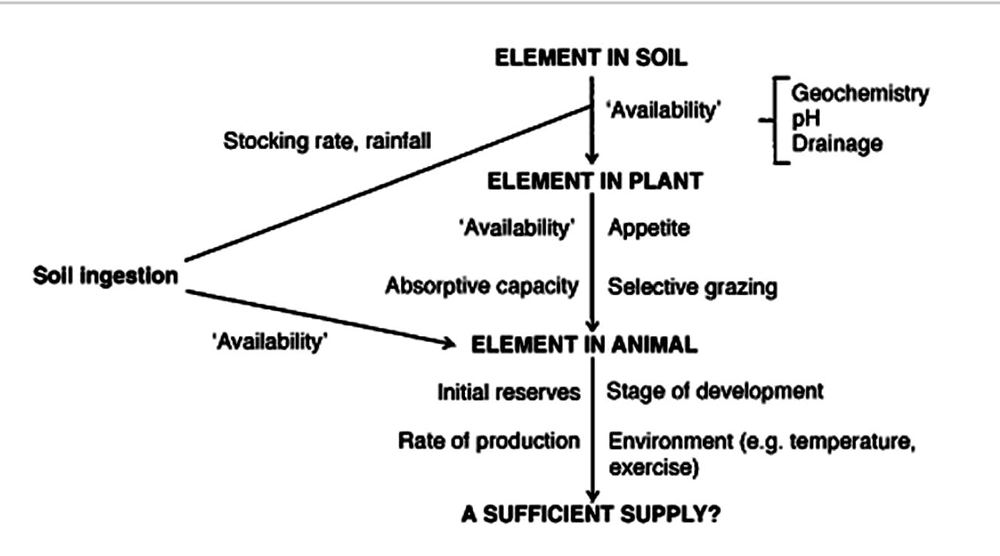 ELEMENT IN SOIL
'Availability'
Geochemistry
pH
Drainage
Stocking rate, rainfall
ELEMENT IN PLANT
'Availability'
Appetite
Soil ingestion
Absorptive capacity
Selective grazing
'Availability'
ELEMENT IN ANIMAL
Initial reserves
Stage of development
Rate of production
Environment (e.g. temperature,
exercise)
A SUFFICIENT SUPPLY?